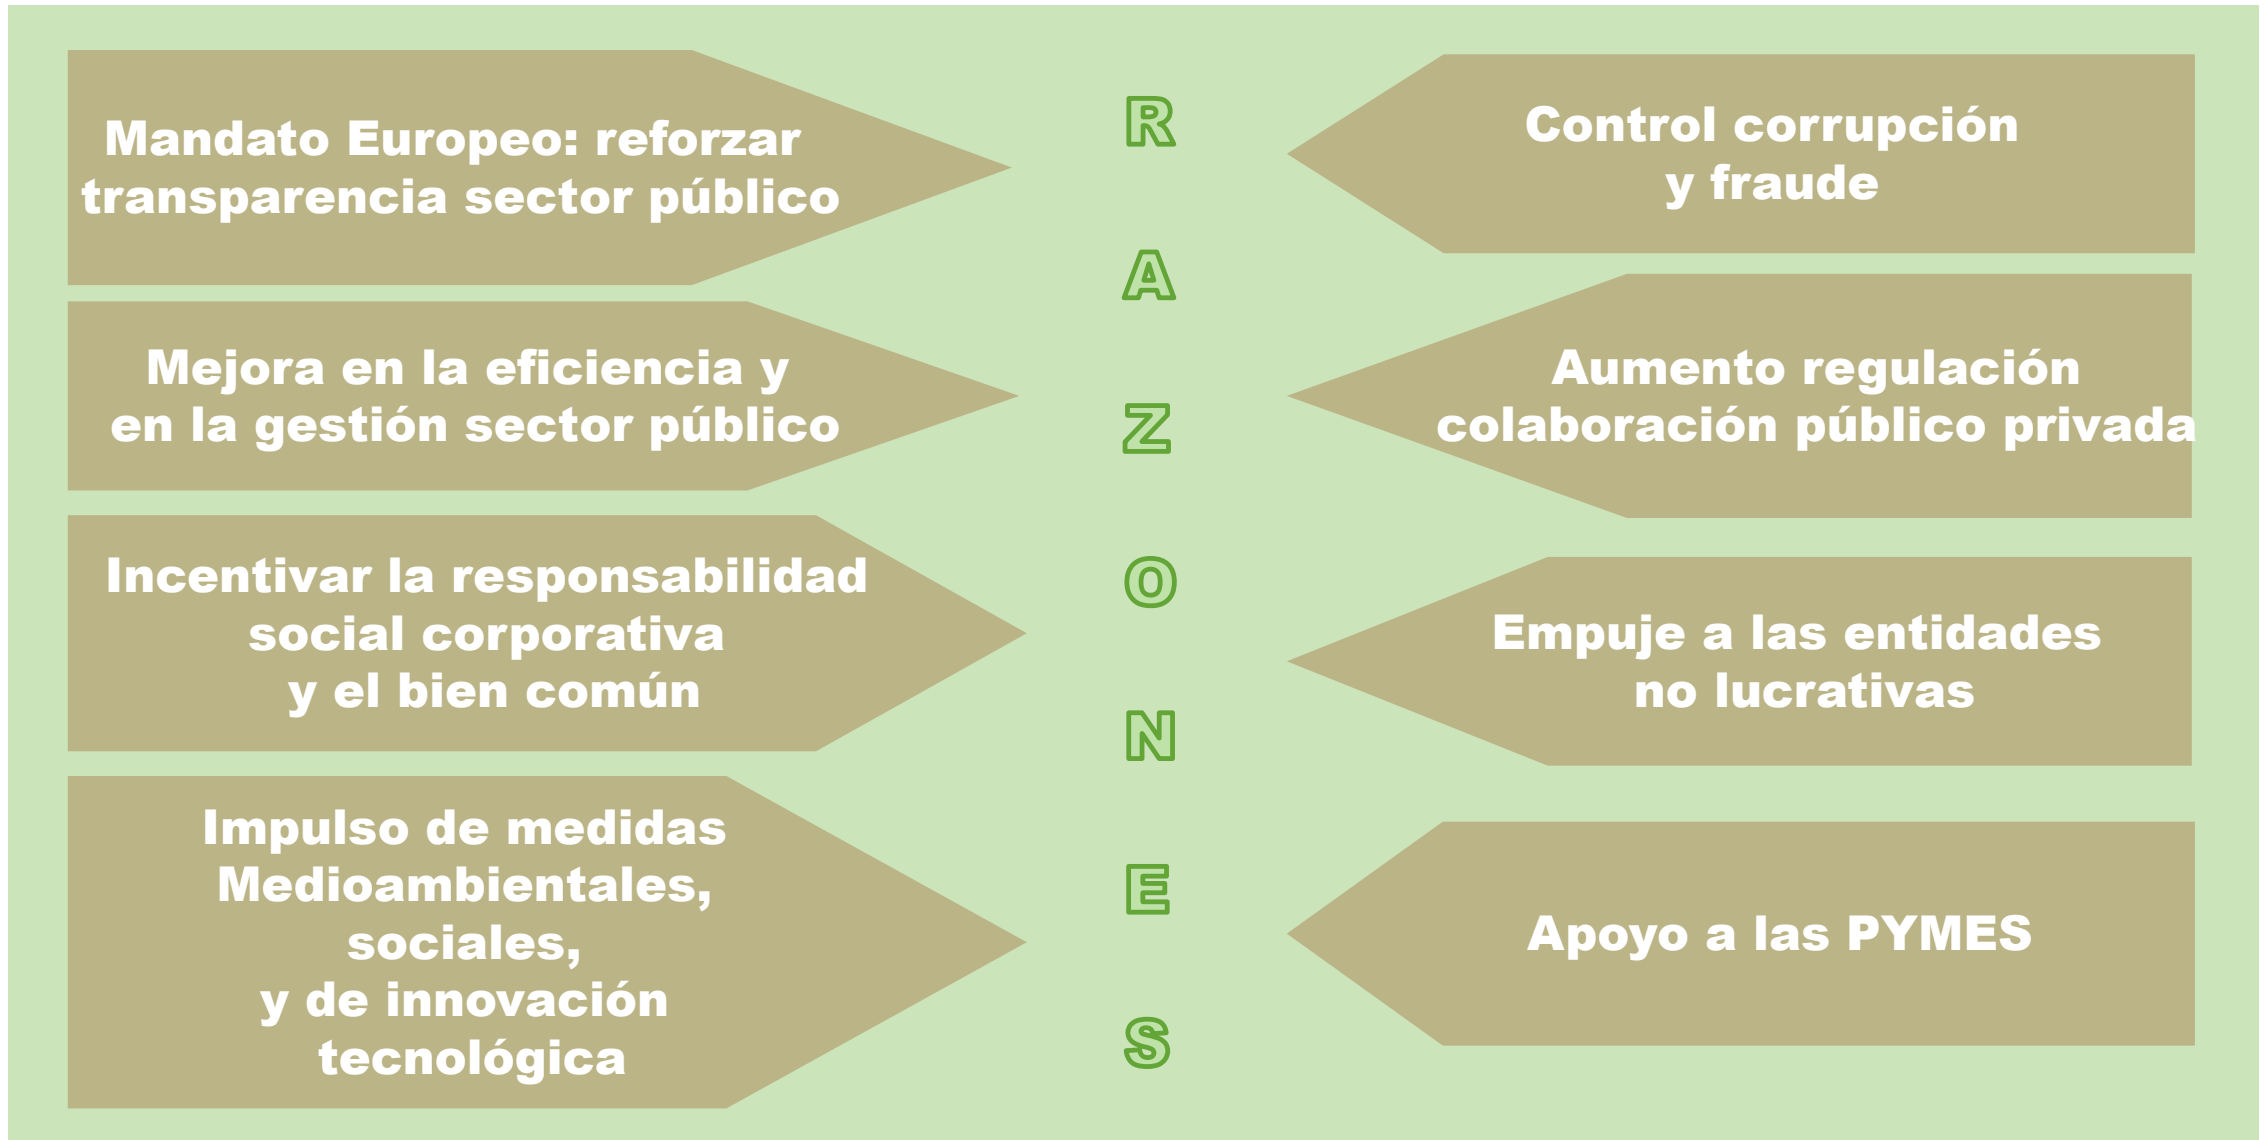 Mandato Europeo: reforzar
transparencia sector público
Mejora en la eficiencia y
en la gestión sector público
Incentivar la responsabilidad
social corporativa
y el bien común
Impulso de medidas
Medioambientales,
sociales,
y de innovación
tecnológica
R
A
Z
O
N
E
S
Control corrupción
y fraude
Aumento regulación
colaboración público privada
Empuje a las entidades
no lucrativas
Apoyo a las PYMES